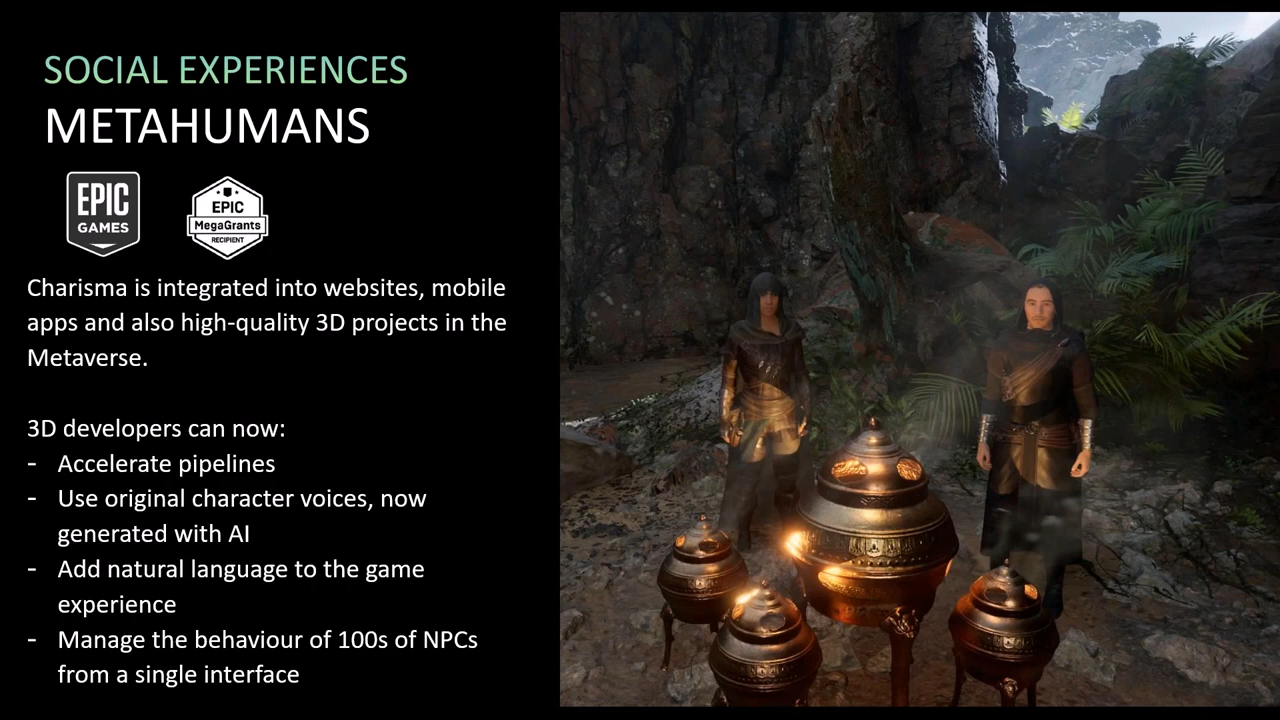 SOCIAL EXPERIENCES
METAHUMANS
EPIC
GAMES
EPIC
MegaGrants
RECIPIENT
Charisma is integrated into websites, mobile
apps and also high-quality 3D projects in the
Metaverse.
3D developers can now:
- Accelerate pipelines
- Use original character voices, now
generated with AI
- Add natural language to the game
experience
- Manage the behaviour of 100s of NPCs
from a single interface